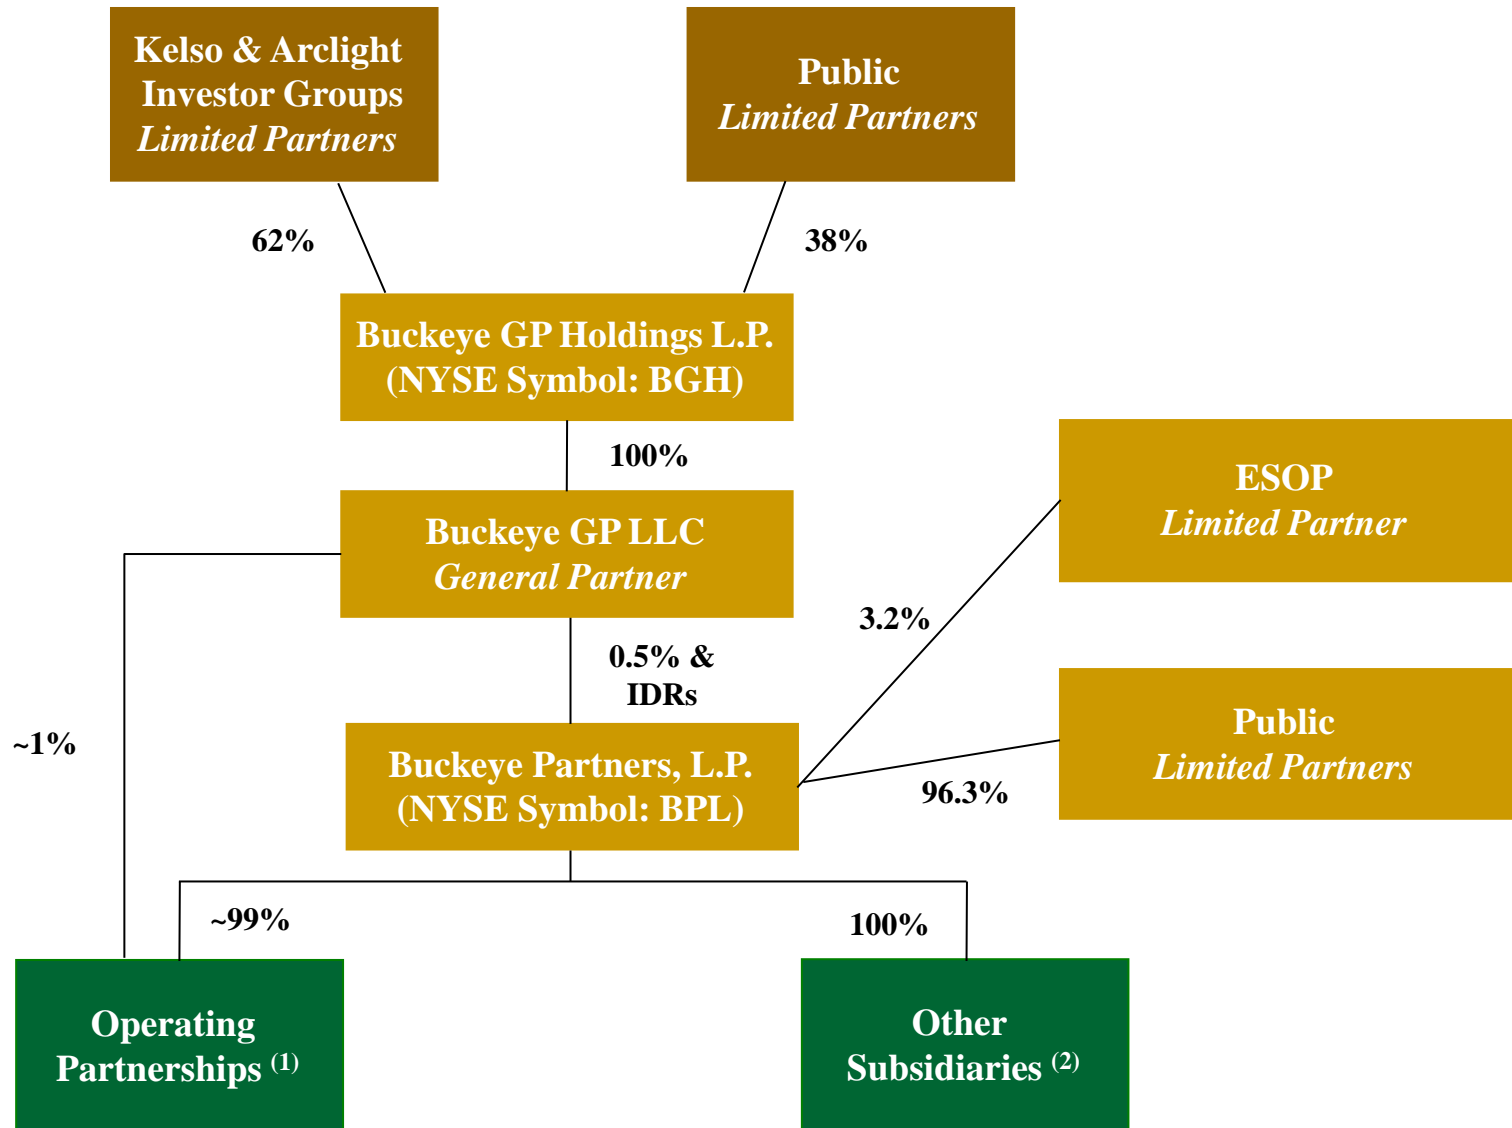 Kelso & Arclight
Investor Groups
Limited Partners
Public
Limited Partners
62%
38%
Buckeye GP Holdings L.P.
(NYSE Symbol: BGH)
100%
Buckeye GP LLC
General Partner
ESOP
Limited Partner
3.2%
0.5% &
IDRs
Public
Limited Partners
96.3%
~1%
Buckeye Partners, L.P.
(NYSE Symbol: BPL)
~99%
100%
Operating
Partnerships (1)
Other
Subsidiaries (2)